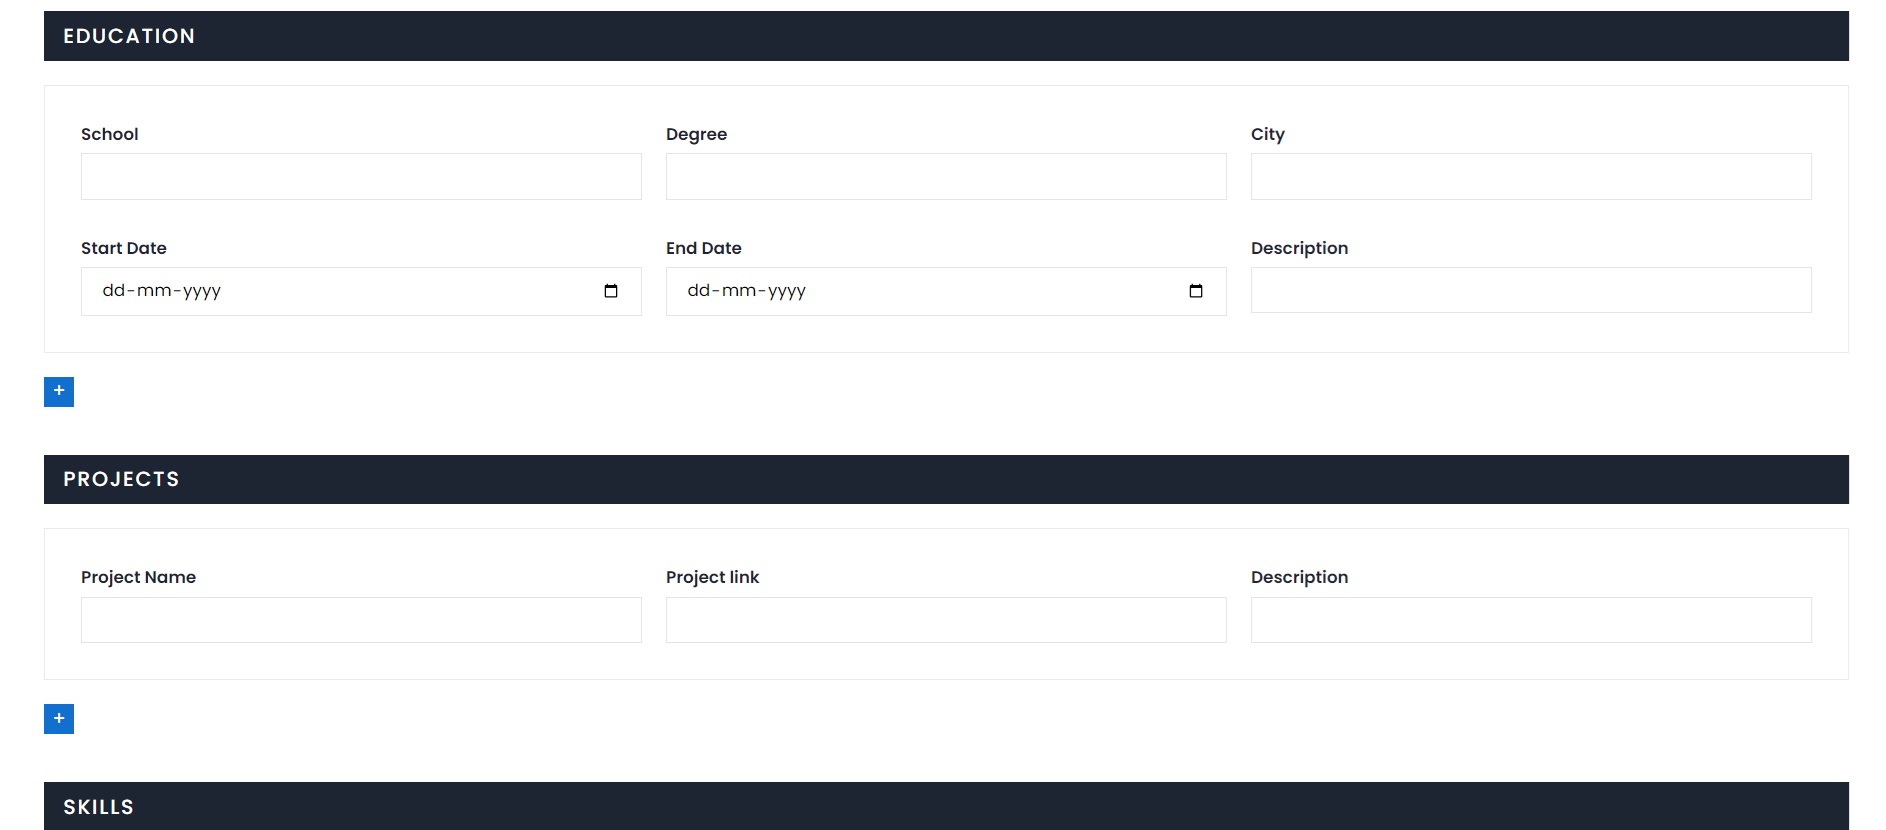 EDUCATION
School Degree City
Start Date End Date Description
dd-mm-yyyy dd-mm-yyyy
+
PROJECTS
Project Name Project link Description
+
SKILLS